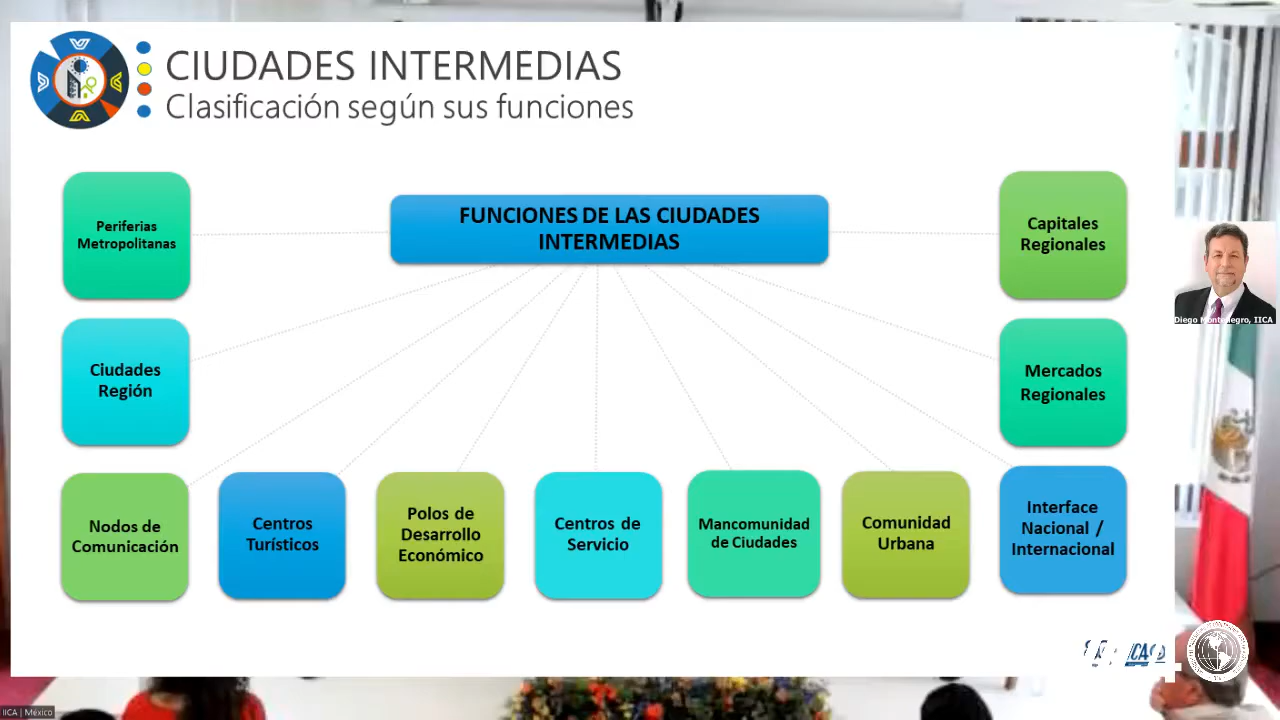 CIUDADES INTERMEDIAS
Clasificación según sus funciones
FUNCIONES DE LAS CIUDADES
INTERMEDIAS
Periferias
Metropolitanas
Capitales
Regionales
Ciudades
Región
Mercados
Regionales
Nodos de
Comunicación
Centros
Turísticos
Polos de
Desarrollo
Económico
Centros de
Servicio
Mancomunidad
de Ciudades
Comunidad
Urbana
Interface
Nacional /
Internacional
Diego Montenegro, IICA
IICA | México